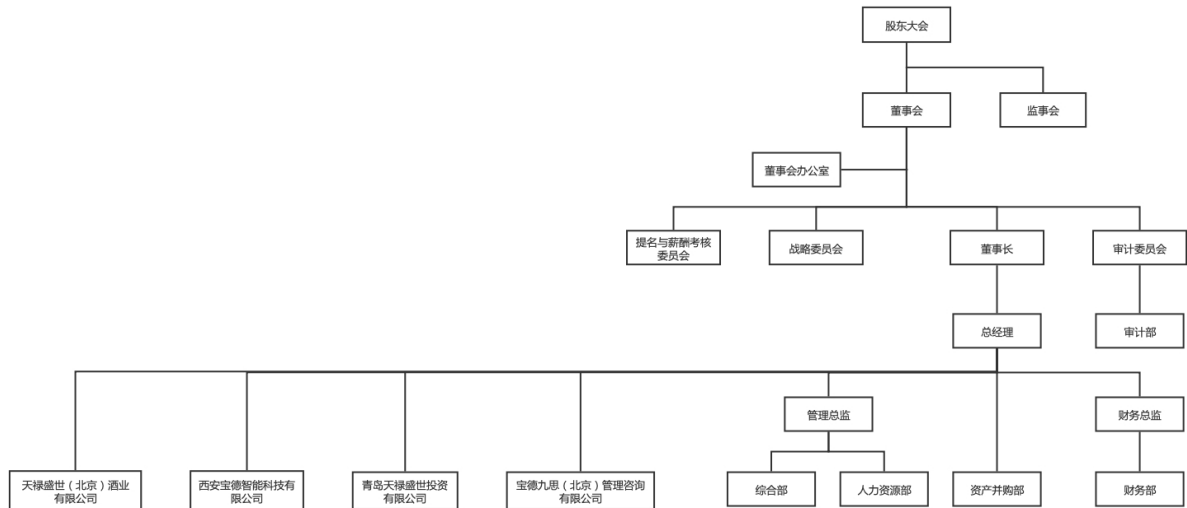 股东大会
董事会
监事会
董事会办公室
提名与薪酬考核
委员会
战略委员会
董事长
审计委员会
总经理
审计部
管理总监
财务总监
天禄盛世（北京）酒业
有限公司
西安宝德智能科技有
限公司
青岛天禄盛世投资
有限公司
宝德九思（北京）管理咨询
有限公司
综合部
人力资源部
资产并购部
财务部